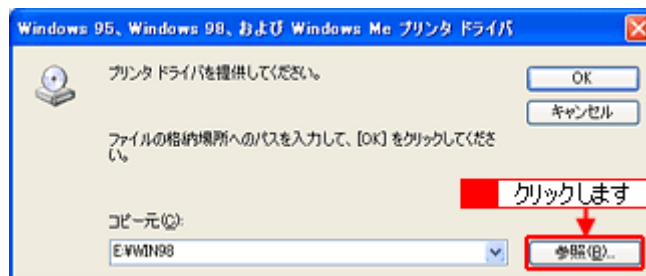 Windows 95、Windows 98、および Windows Me プリンタ ドライバ
プリンタ ドライバを提供してください。
OK
キャンセル
ファイルの格納場所へのパスを入力して、[OK] をクリックしてくださ
い。
クリックします
コピー元(C):
E:¥WIN98
参照(B)...